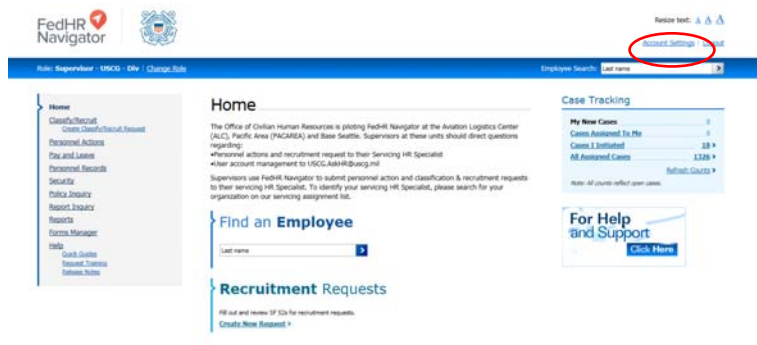 FedHR
Navigator
Resize text: A A A
Account Settings Logout
Role: Supervisor - USCG - Div | Change Role
Employee Search: Last name
Home
Classify/Recruit
Create Classify/Recruit Request
Personnel Actions
Pay and Leave
Personnel Records
Security
Policy Inquiry
Report Inquiry
Reports
Forms Manager
Help
Quick Guides
Request Training
Release Notes
Home
The Office of Civilian Human Resources is piloting FedHR Navigator at the Aviation Logistics Center
(ALC), Pacific Area (PACAREA) and Base Seattle. Supervisors at these units should direct questions
regarding:
•Personnel actions and recruitment request to their Servicing HR Specialist
•User account management to USCG.AskHR@uscg.mil
Supervisors use FedHR Navigator to submit personnel action and classification & recruitment requests
to their servicing HR Specialist. To identify your servicing HR Specialist, please search for your
organization on our servicing assignment list.
Find an Employee
Last name
Recruitment Requests
Fill out and review SF 52s for recruitment requests.
Create New Request
Case Tracking
My New Cases 0
Cases Assigned To Me 0
Cases I Initiated 18
All Assigned Cases 1326
Refresh Counts
Note: All counts reflect open cases.
For Help
and Support
Click Here